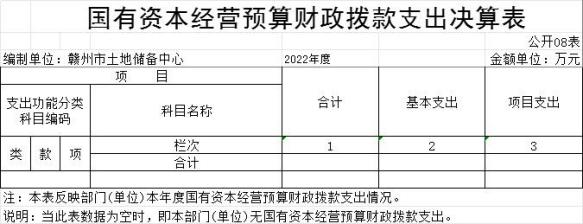 国有资本经营预算财政拨款支出决算表
公开08表
编制单位：赣州市土地储备中心 2022年度 金额单位：万元
项 目 合计 基本支出 项目支出
支出功能分类科目编码 科目名称
类 款 项 栏次 1 2 3
合计
注：本表反映部门(单位)本年度国有资本经营预算财政拨款支出情况。
说明：当此表数据为空时，即本部门(单位)无国有资本经营预算财政拨款支出。